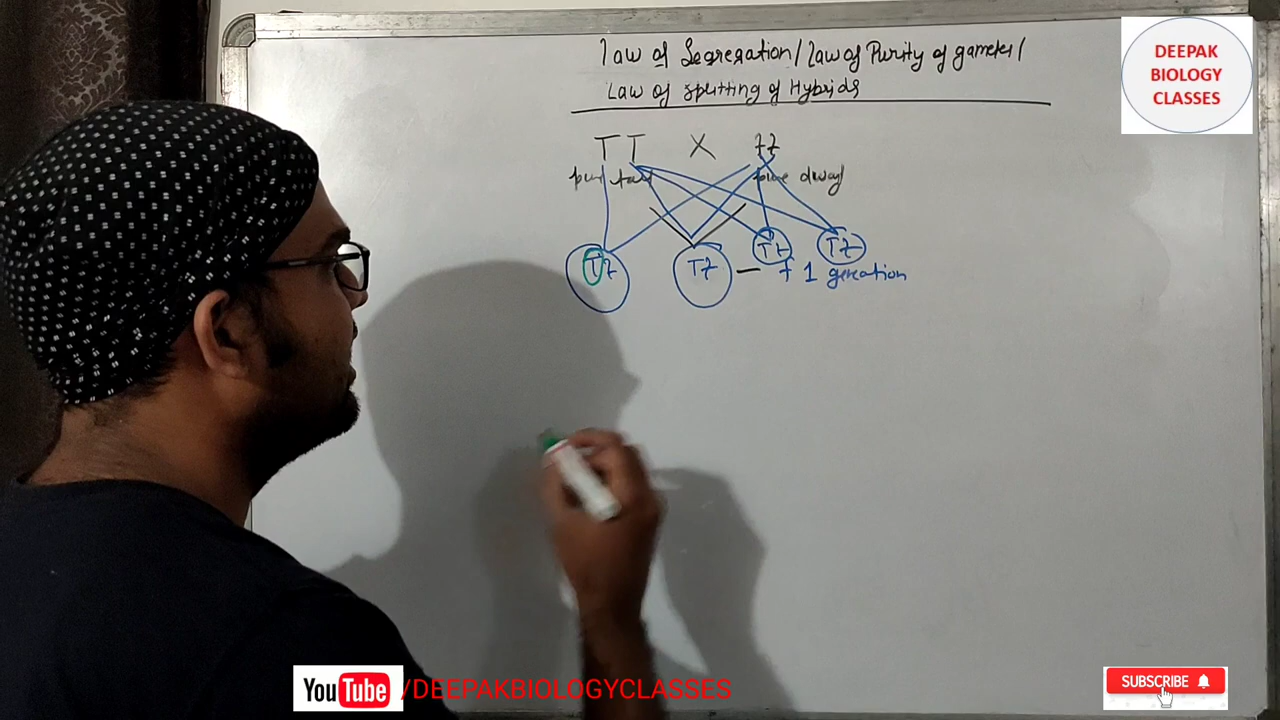 Law of Segregation/Law of Purity of gametes/
Law of splitting of Hybrids
TT X tt
pure tall pure dwarf
Tt Tt Tt Tt
— f 1 gereation
DEEPAK
BIOLOGY
CLASSES
YouTube /DEEPAKBIOLOGYCLASSES
SUBSCRIBE